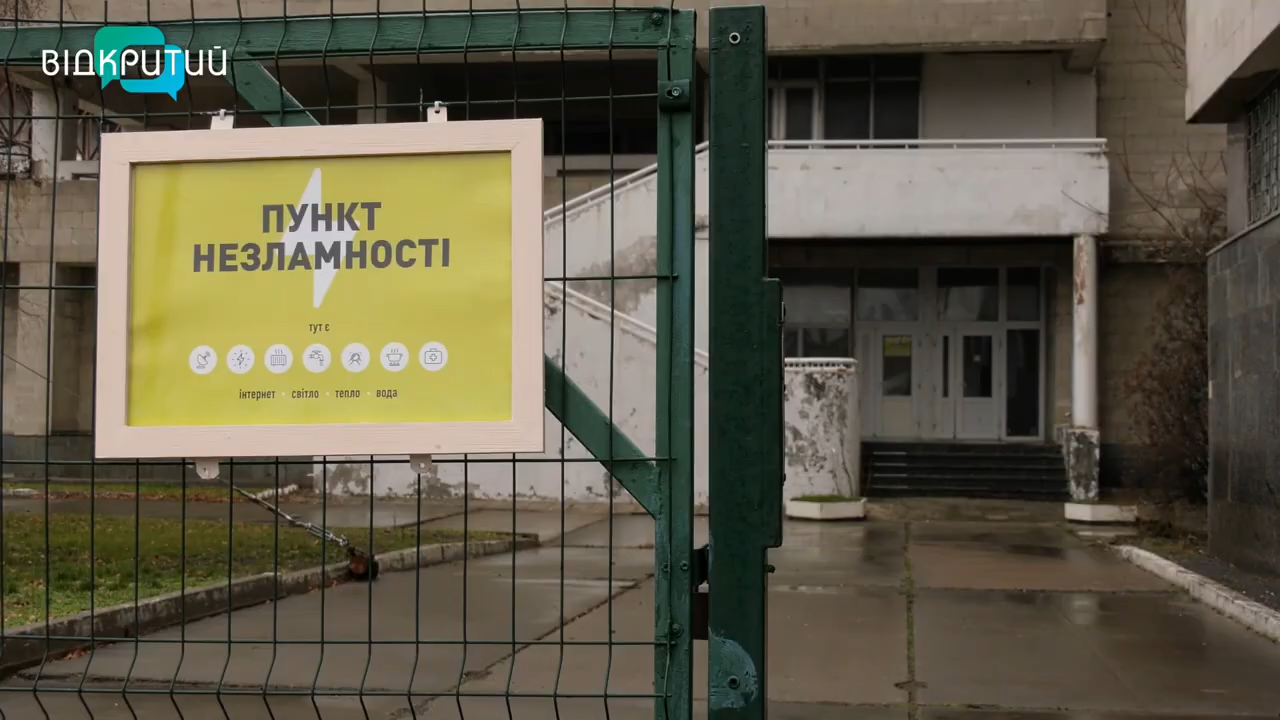 ВІДКРИТИЙ
ПУНКТ
НЕЗЛАМНОСТІ
тут є
інтернет · світло · тепло · вода